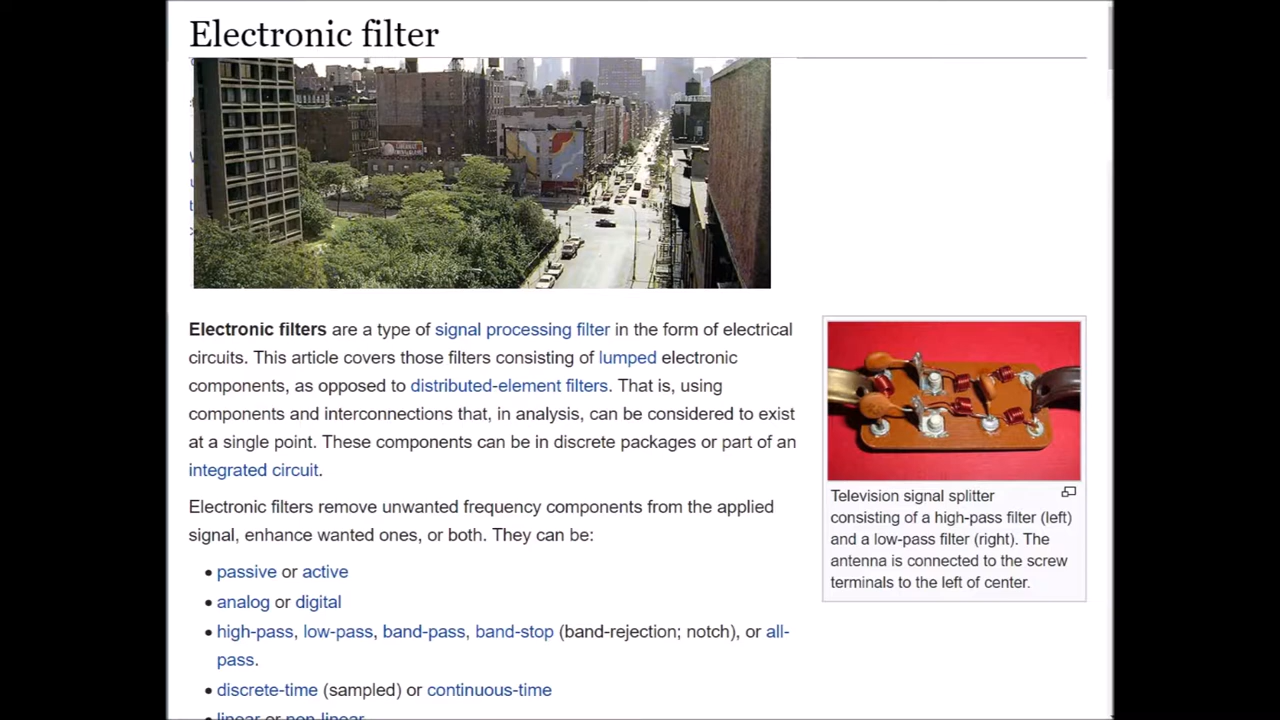 Electronic filter
Electronic filters are a type of signal processing filter in the form of electrical
circuits. This article covers those filters consisting of lumped electronic
components, as opposed to distributed-element filters. That is, using
components and interconnections that, in analysis, can be considered to exist
at a single point. These components can be in discrete packages or part of an
integrated circuit.
Electronic filters remove unwanted frequency components from the applied
signal, enhance wanted ones, or both. They can be:
• passive or active
• analog or digital
• high-pass, low-pass, band-pass, band-stop (band-rejection; notch), or all-
pass.
• discrete-time (sampled) or continuous-time
• linear or non-linear
Television signal splitter
consisting of a high-pass filter (left)
and a low-pass filter (right). The
antenna is connected to the screw
terminals to the left of center.